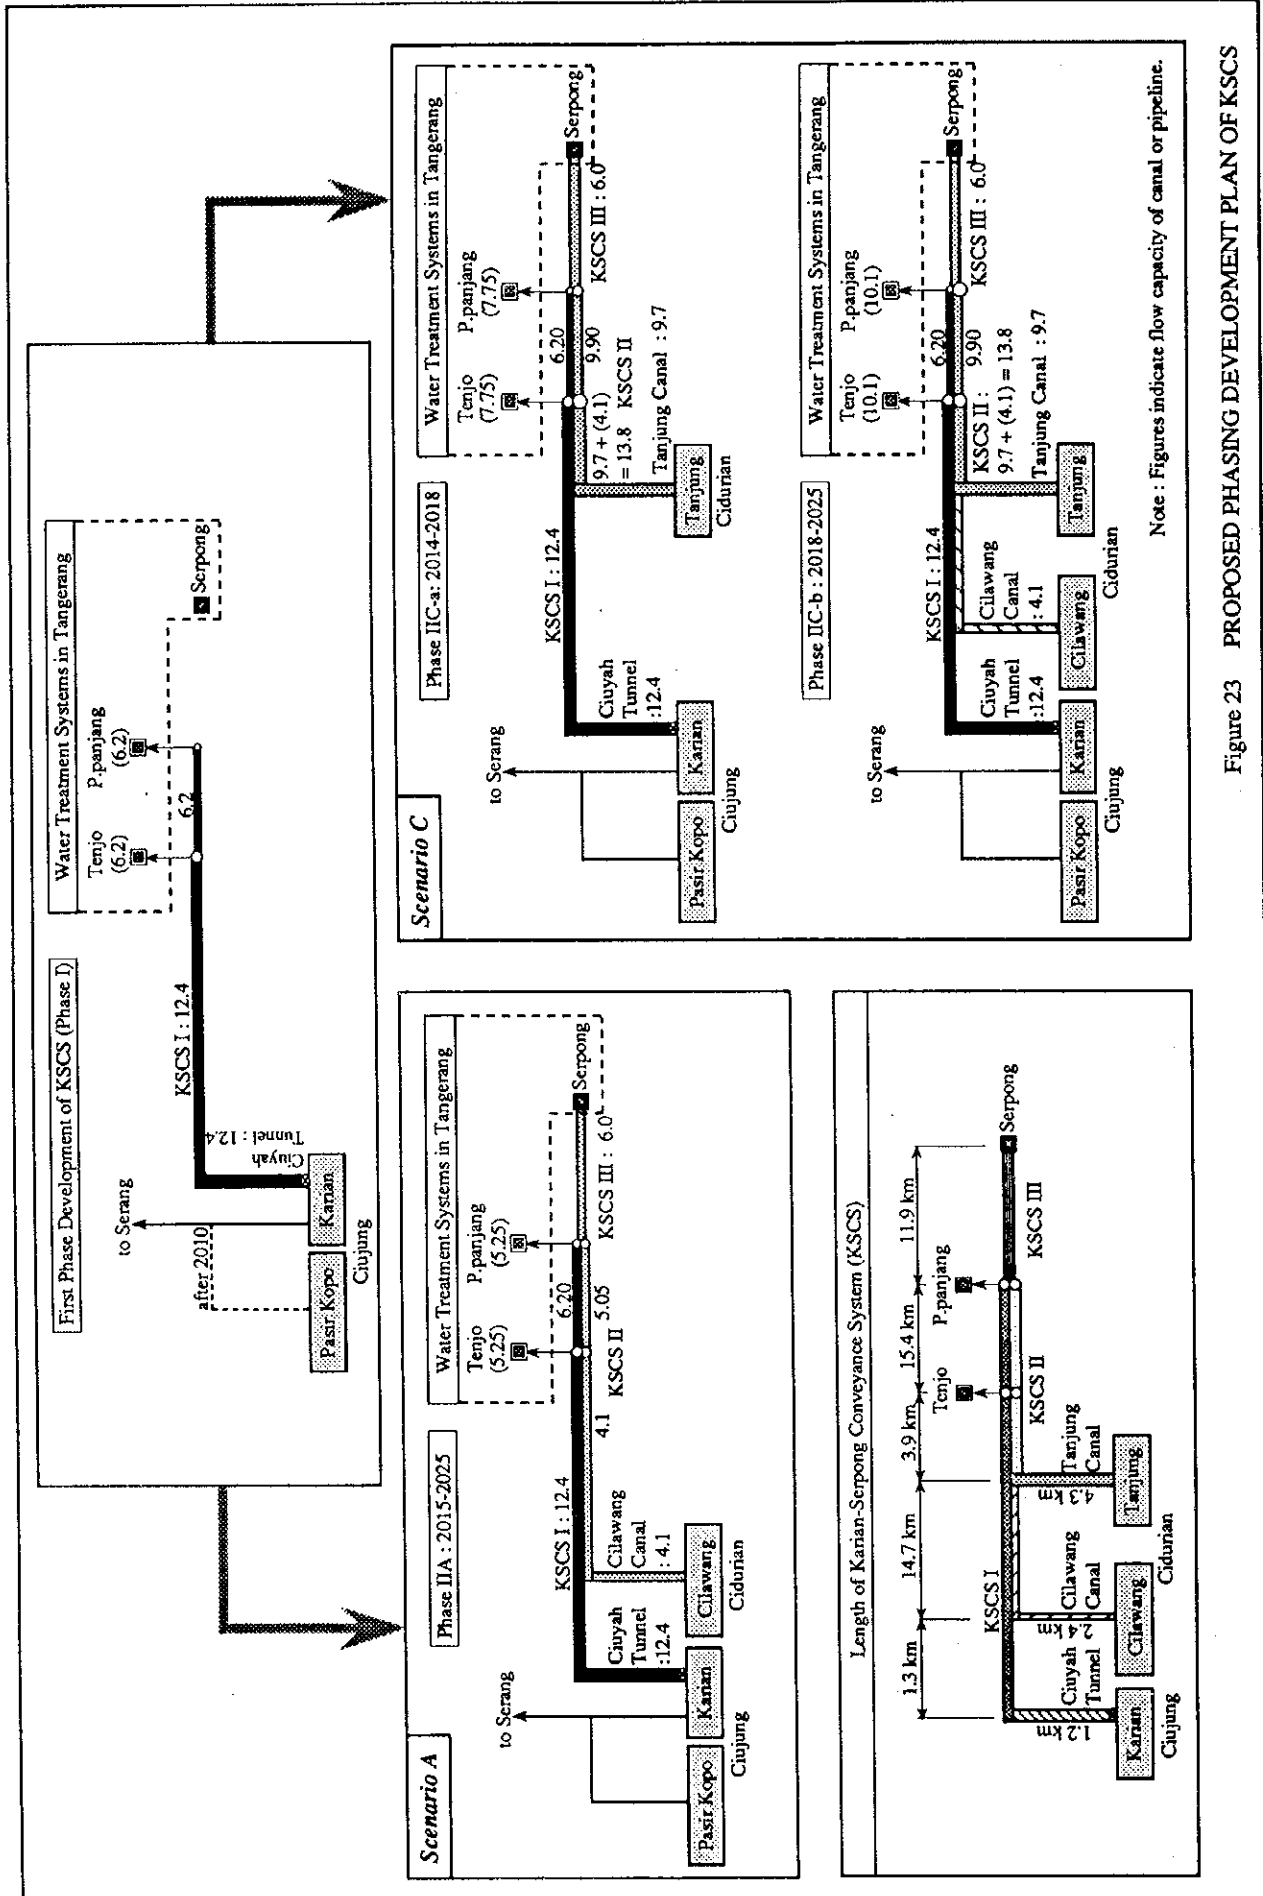 First Phase Development of KSCS (Phase I)
Water Treatment Systems in Tangerang
Tenjo
(6.2)
P.panjang
(6.2)
Serpong
6.2
KSCS I : 12.4
Ciuyah
Tunnel : 12.4
to Serang
after 2010
Pasir Kopo
Karian
Ciujung
Scenario A
Phase IIA : 2015-2025
Water Treatment Systems in Tangerang
Tenjo
(5.25)
P.panjang
(5.25)
Serpong
6.20
5.05
KSCS III : 6.0
KSCS II
4.1
KSCS I : 12.4
Ciuyah
Tunnel
:12.4
Cilawang
Canal
: 4.1
to Serang
Pasir Kopo
Karian
Cilawang
Ciujung
Cidurian
Scenario C
Phase IIC-a: 2014-2018
Water Treatment Systems in Tangerang
Tenjo
(7.75)
P.panjang
(7.75)
Serpong
6.20
9.90
KSCS III : 6.0
9.7 + (4.1)
= 13.8 KSCS II
Tanjung Canal : 9.7
KSCS I : 12.4
Ciuyah
Tunnel
:12.4
to Serang
Pasir Kopo
Karian
Tanjung
Ciujung
Cidurian
Phase IIC-b : 2018-2025
Water Treatment Systems in Tangerang
Tenjo
(10.1)
P.panjang
(10.1)
Serpong
6.20
9.90
KSCS III : 6.0
KSCS II :
9.7 + (4.1) = 13.8
Tanjung Canal : 9.7
KSCS I : 12.4
Ciuyah
Tunnel
:12.4
Cilawang
Canal
: 4.1
to Serang
Pasir Kopo
Karian
Cilawang
Tanjung
Ciujung
Cidurian
Note : Figures indicate flow capacity of canal or pipeline.
Length of Karian-Serpong Conveyance System (KSCS)
1.3 km
14.7 km
3.9 km
15.4 km
11.9 km
Tenjo
P.panjang
Serpong
KSCS I
KSCS II
KSCS III
1.2 km
Ciuyah
Tunnel
2.4 km
Cilawang
Canal
4.3 km
Tanjung
Canal
Karian
Cilawang
Tanjung
Ciujung
Cidurian
Figure 23 PROPOSED PHASING DEVELOPMENT PLAN OF KSCS